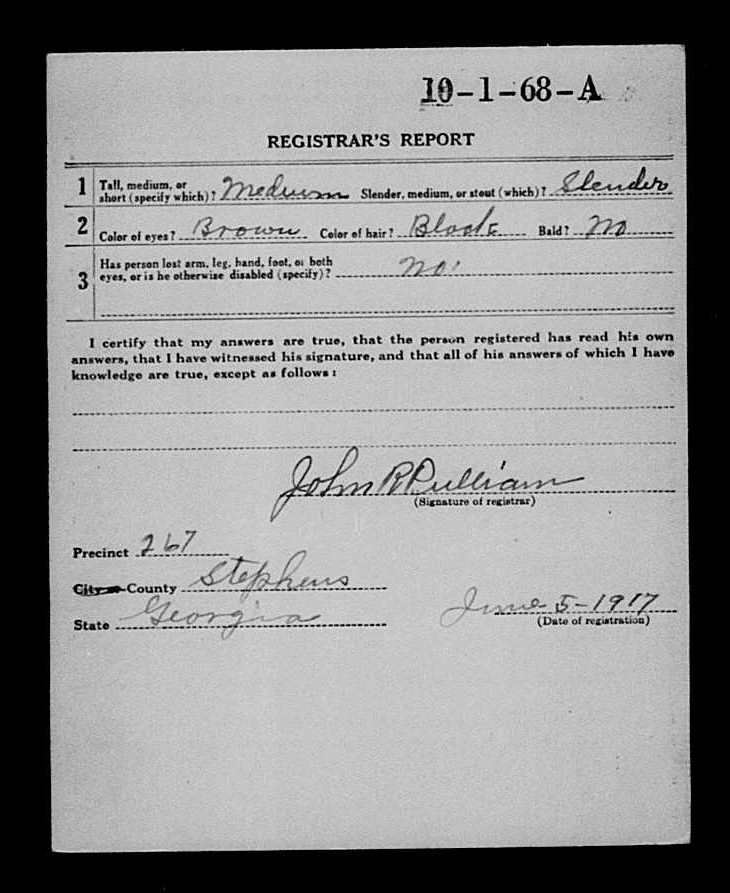 10-1-68-A
REGISTRAR'S REPORT
1 Tall, medium, or short (specify which)? Medium Slender, medium, or stout (which)? Slender
2 Color of eyes? Brown Color of hair? Black Bald? No
3 Has person lost arm, leg, hand, foot, or both
eyes, or is he otherwise disabled (specify)? No
I certify that my answers are true, that the person registered has read his own
answers, that I have witnessed his signature, and that all of his answers of which I have
knowledge are true, except as follows:
John R Pulliam
(Signature of registrar)
Precinct 267
City or County Stephens
State Georgia
June 5-1917
(Date of registration)